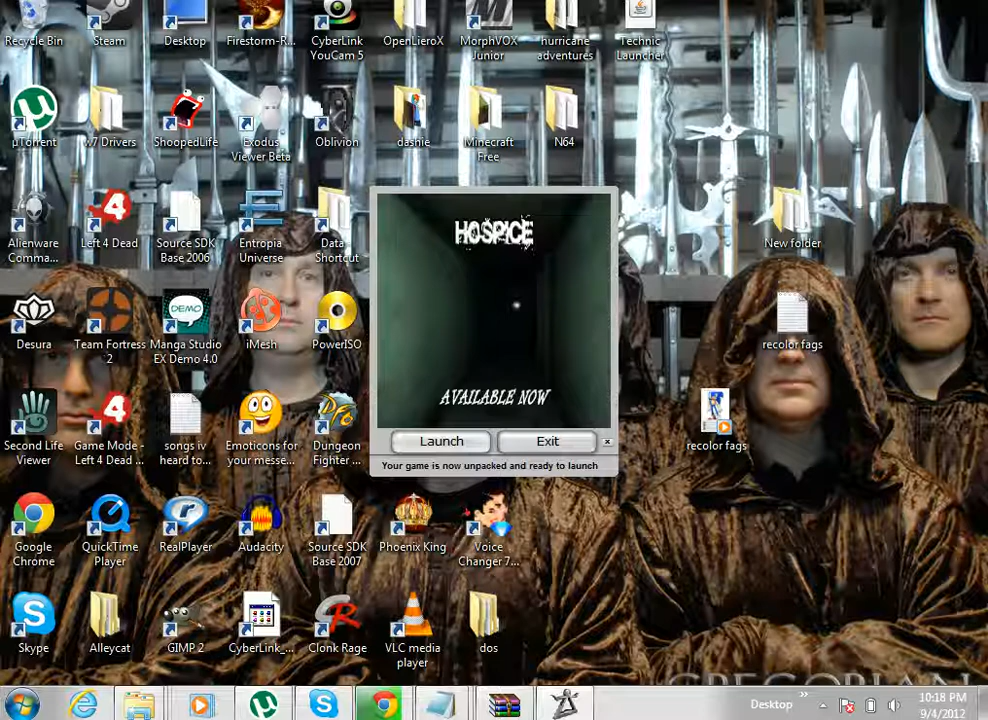 Recycle Bin
Steam
Desktop
Firestorm-R...
CyberLink
YouCam 5
OpenLieroX
MorphVOX
Junior
hurricane
adventures
Technic
Launcher
µTorrent
w7 Drivers
ShoopedLife
Exodus
Viewer Beta
Oblivion
dashie
Minecraft
Free
N64
Alienware
Comma...
Left 4 Dead
Source SDK
Base 2006
Entropia
Universe
Data
Shortcut
HOSPICE
New folder
Desura
Team Fortress
2
DEMO
Manga Studio
EX Demo 4.0
iMesh
PowerISO
recolor fags
AVAILABLE NOW
Second Life
Viewer
Game Mode -
Left 4 Dead ...
songs iv
heard to...
Emoticons for
your messe...
Dungeon
Fighter ...
Launch
Exit
recolor fags
Your game is now unpacked and ready to launch
Google
Chrome
QuickTime
Player
RealPlayer
Audacity
Source SDK
Base 2007
Phoenix King
Voice
Changer 7...
Skype
Alleycat
GIMP 2
CyberLink_...
Clonk Rage
VLC media
player
dos
GREGORIAN
Desktop
10:18 PM
9/4/2012